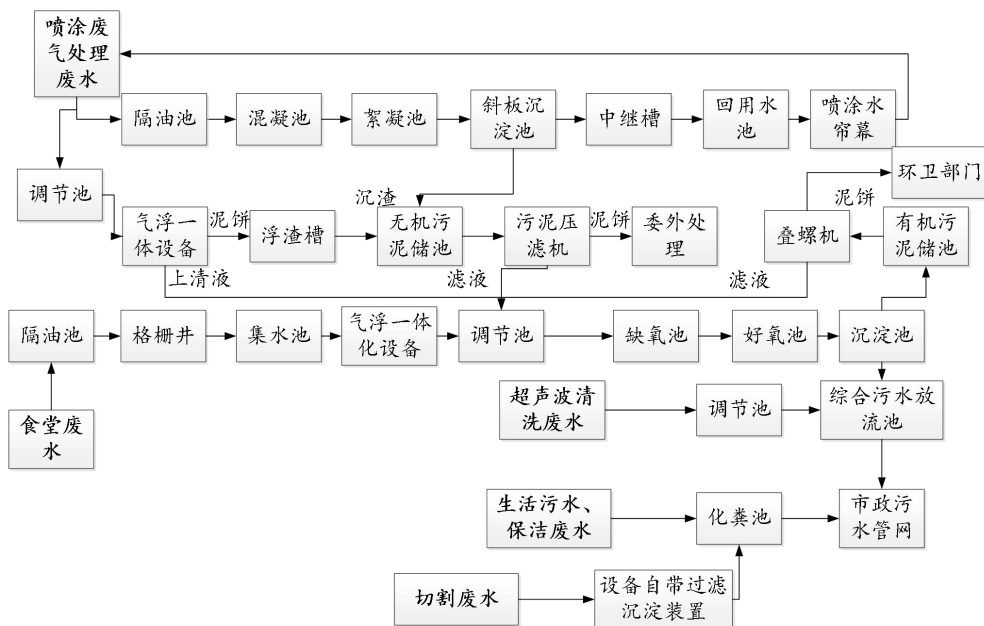 喷涂废
气处理
废水
隔油池
混凝池
絮凝池
斜板沉
淀池
中继槽
回用水
池
喷涂水
帘幕
环卫部门
调节池
沉渣
泥饼
气浮一
体设备
泥饼
浮渣槽
无机污
泥储池
污泥压
滤机
泥饼
委外处
理
叠螺机
有机污
泥储池
上清液
滤液
滤液
隔油池
格栅井
集水池
气浮一体
化设备
调节池
缺氧池
好氧池
沉淀池
食堂废
水
超声波清
洗废水
调节池
综合污水放
流池
生活污水、
保洁废水
化粪池
市政污
水管网
切割废水
设备自带过滤
沉淀装置